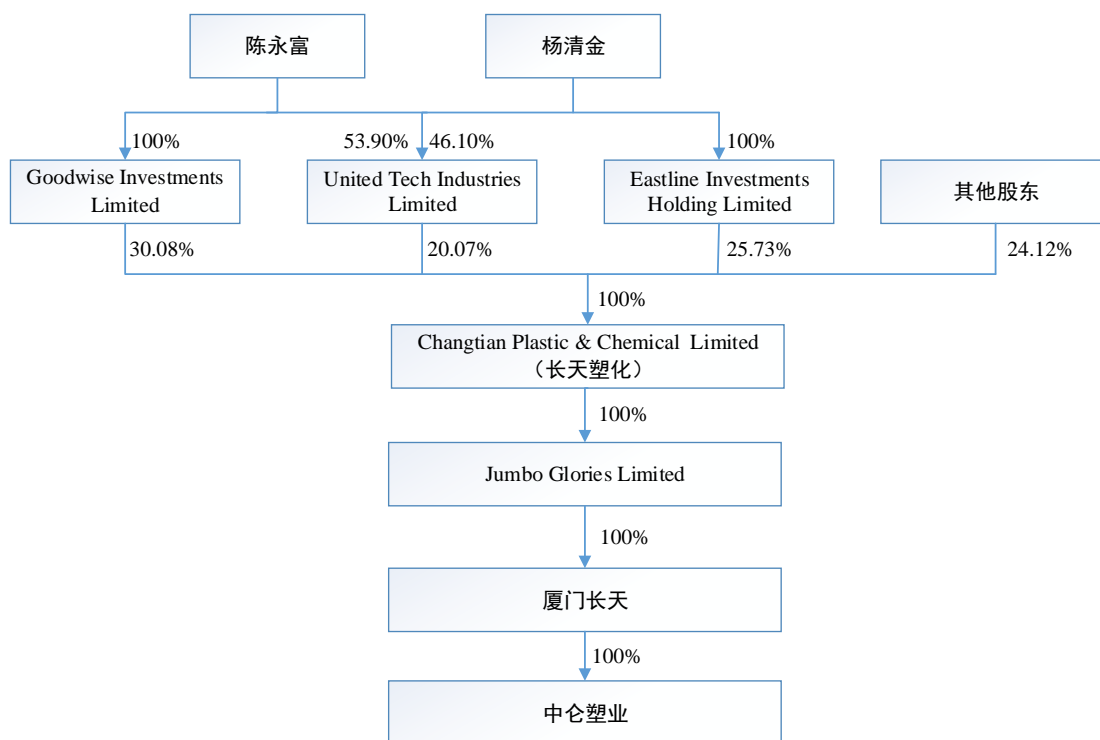 陈永富
杨清金
100%
53.90%
46.10%
100%
Goodwise Investments
Limited
United Tech Industries
Limited
Eastline Investments
Holding Limited
其他股东
30.08%
20.07%
25.73%
24.12%
100%
Changtian Plastic & Chemical Limited
（长天塑化）
100%
Jumbo Glories Limited
100%
厦门长天
100%
中仑塑业